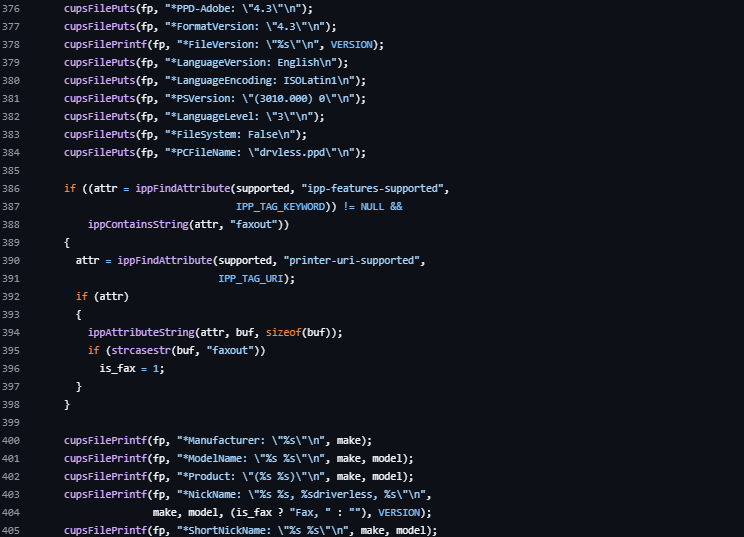 376 cupsFilePuts(fp, "*PPD-Adobe: \"4.3\"\n");
377 cupsFilePuts(fp, "*FormatVersion: \"4.3\"\n");
378 cupsFilePrintf(fp, "*FileVersion: \"%s\"\n", VERSION);
379 cupsFilePuts(fp, "*LanguageVersion: English\n");
380 cupsFilePuts(fp, "*LanguageEncoding: ISOLatin1\n");
381 cupsFilePuts(fp, "*PSVersion: \"(3010.000) 0\"\n");
382 cupsFilePuts(fp, "*LanguageLevel: \"3\"\n");
383 cupsFilePuts(fp, "*FileSystem: False\n");
384 cupsFilePuts(fp, "*PCFileName: \"drvless.ppd\"\n");
385
386 if ((attr = ippFindAttribute(supported, "ipp-features-supported",
387 IPP_TAG_KEYWORD)) != NULL &&
388 ippContainsString(attr, "faxout"))
389 {
390 attr = ippFindAttribute(supported, "printer-uri-supported",
391 IPP_TAG_URI);
392 if (attr)
393 {
394 ippAttributeString(attr, buf, sizeof(buf));
395 if (strcasestr(buf, "faxout"))
396 is_fax = 1;
397 }
398 }
399
400 cupsFilePrintf(fp, "*Manufacturer: \"%s\"\n", make);
401 cupsFilePrintf(fp, "*ModelName: \"%s %s\"\n", make, model);
402 cupsFilePrintf(fp, "*Product: \"(%s %s)\"\n", make, model);
403 cupsFilePrintf(fp, "*NickName: \"%s %s, %sdriverless, %s\"\n",
404 make, model, (is_fax ? "Fax, " : ""), VERSION);
405 cupsFilePrintf(fp, "*ShortNickName: \"%s %s\"\n", make, model);